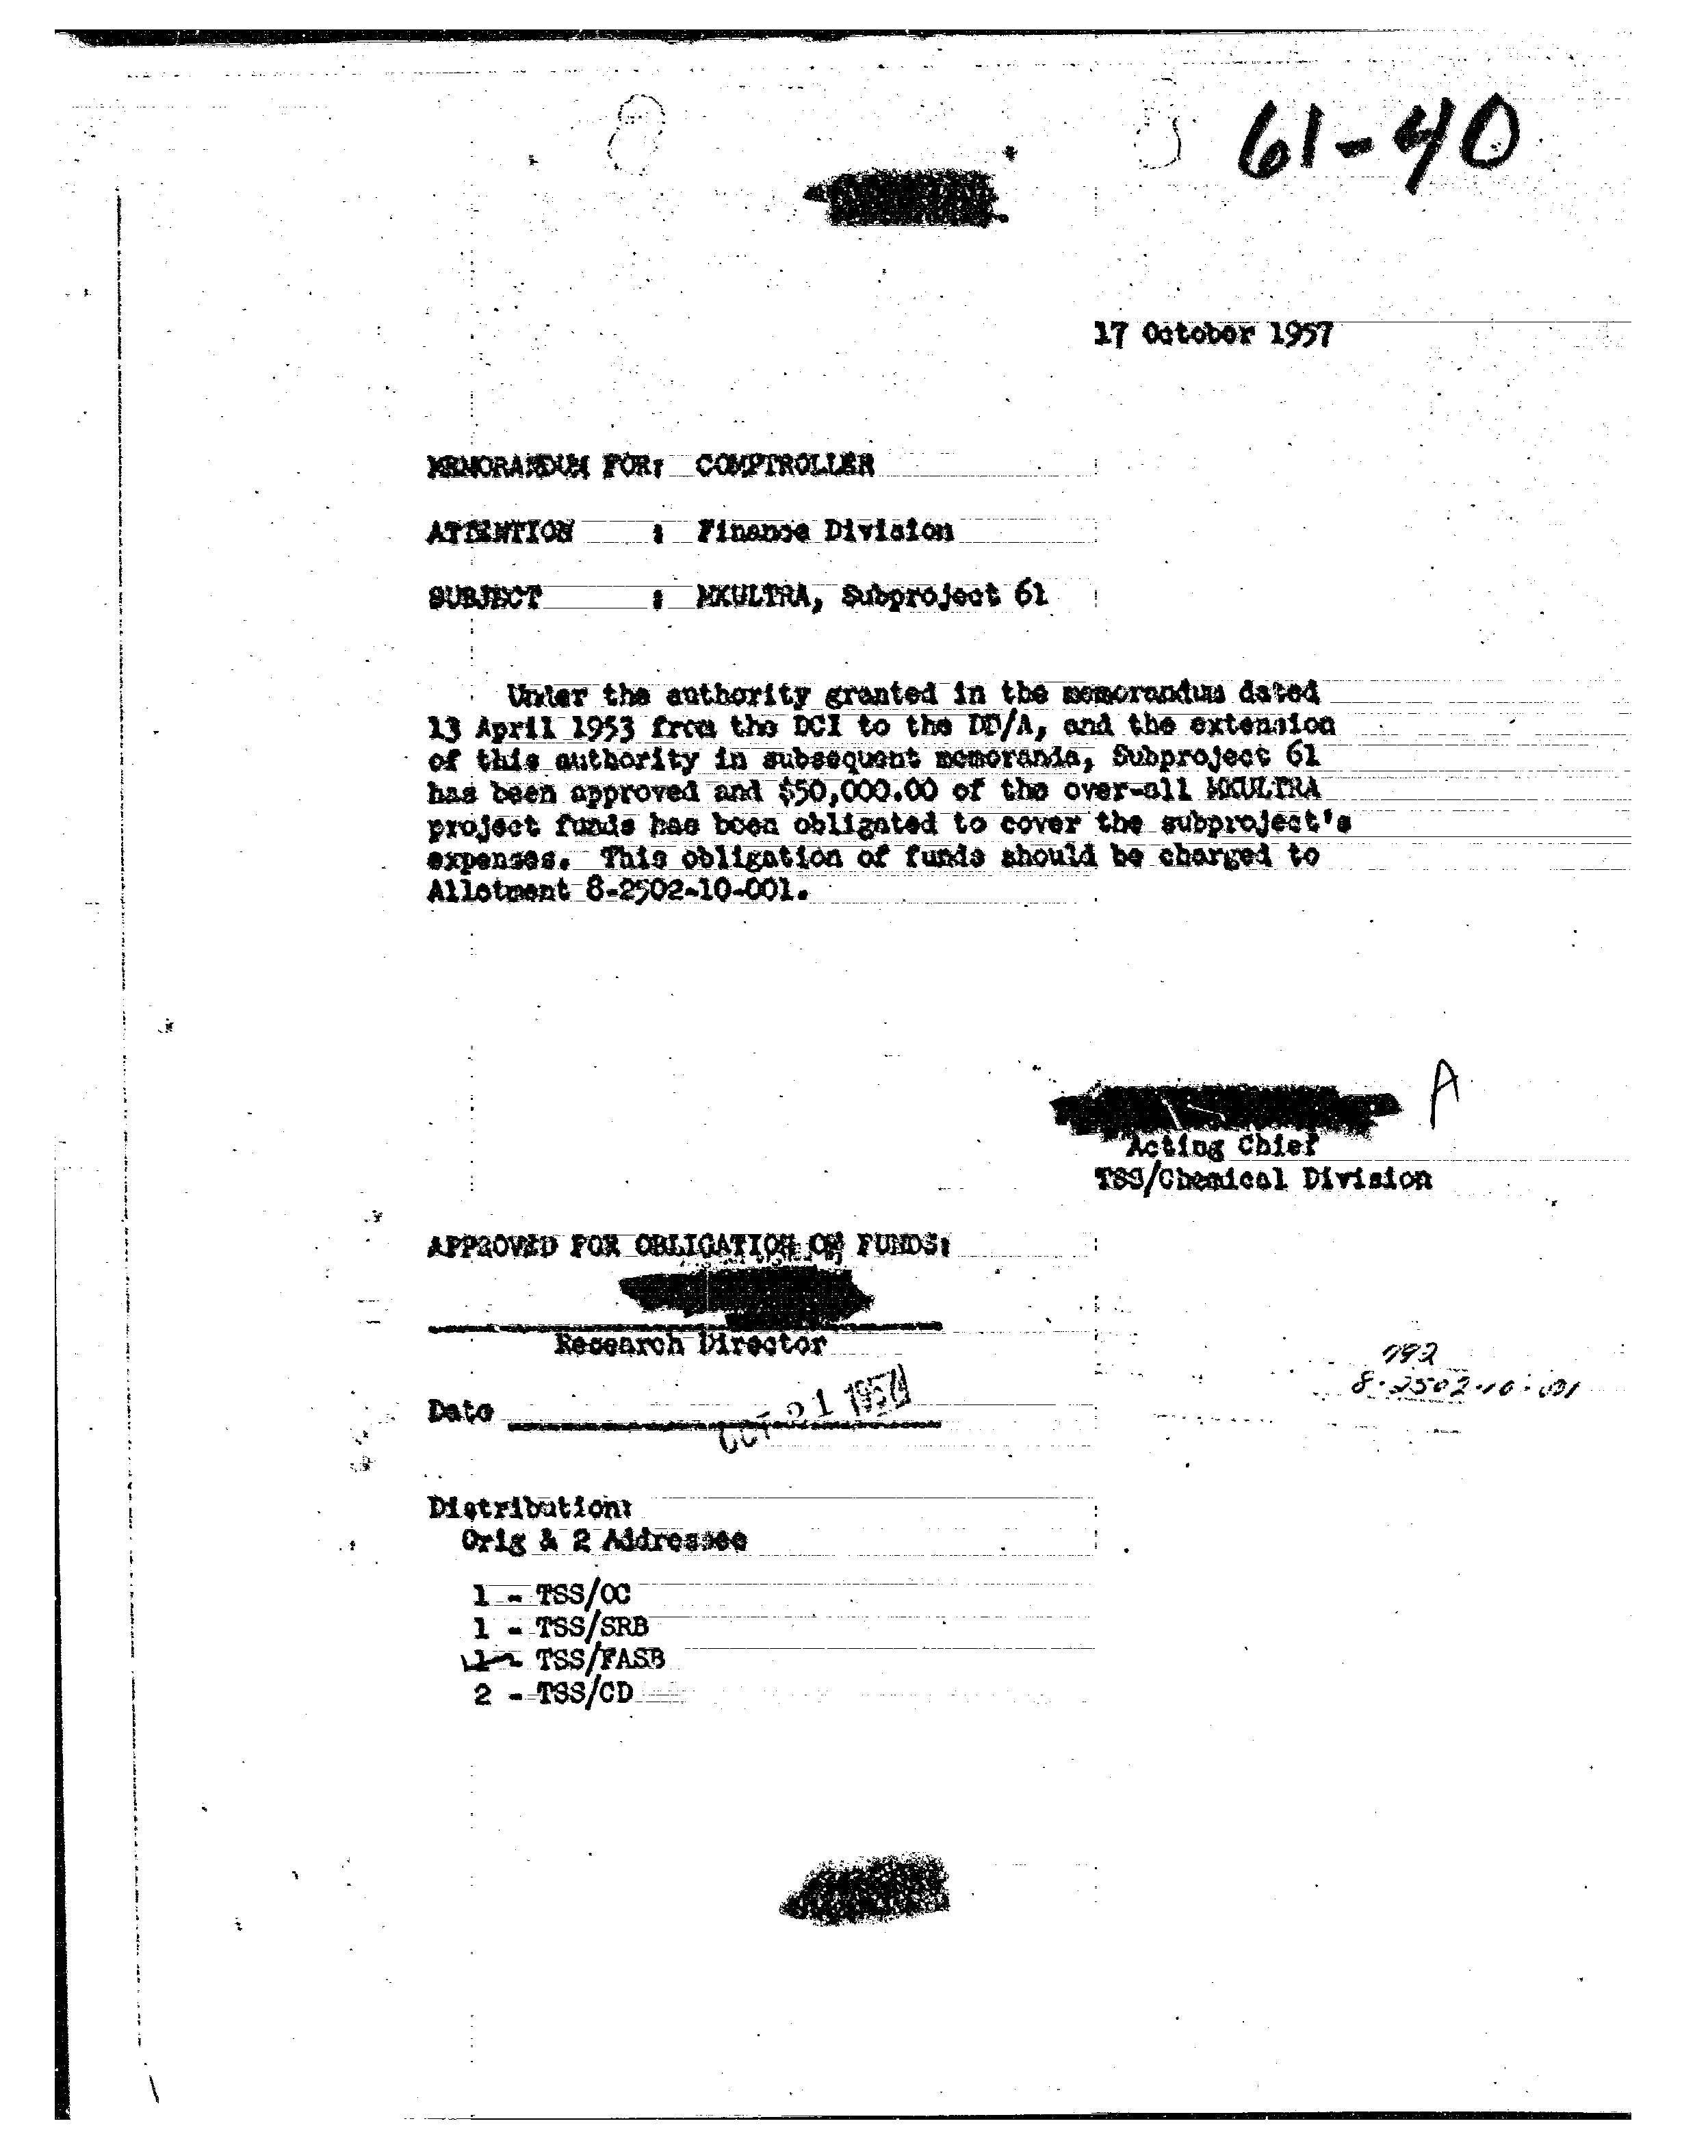 61-40
17 October 1957
MEMORANDUM FOR: COMPTROLLER
ATTENTION : Finance Division
SUBJECT : MKULTRA, Subproject 61
Under the authority granted in the memorandum dated
13 April 1953 from the DCI to the DD/A, and the extension
of this authority in subsequent memoranda, Subproject 61
has been approved and $50,000.00 of the over-all MKULTRA
project funds has been obligated to cover the subproject's
expenses. This obligation of funds should be charged to
Allotment 8-2502-10-001.
A
Acting Chief
TSS/Chemical Division
APPROVED FOR OBLIGATION OF FUNDS:
Research Director
Date OCT 21 1957
8-2502-10-001
Distribution:
Orig & 2 Addressee
1 - TSS/OC
1 - TSS/SRB
1 - TSS/FASB
2 - TSS/CD